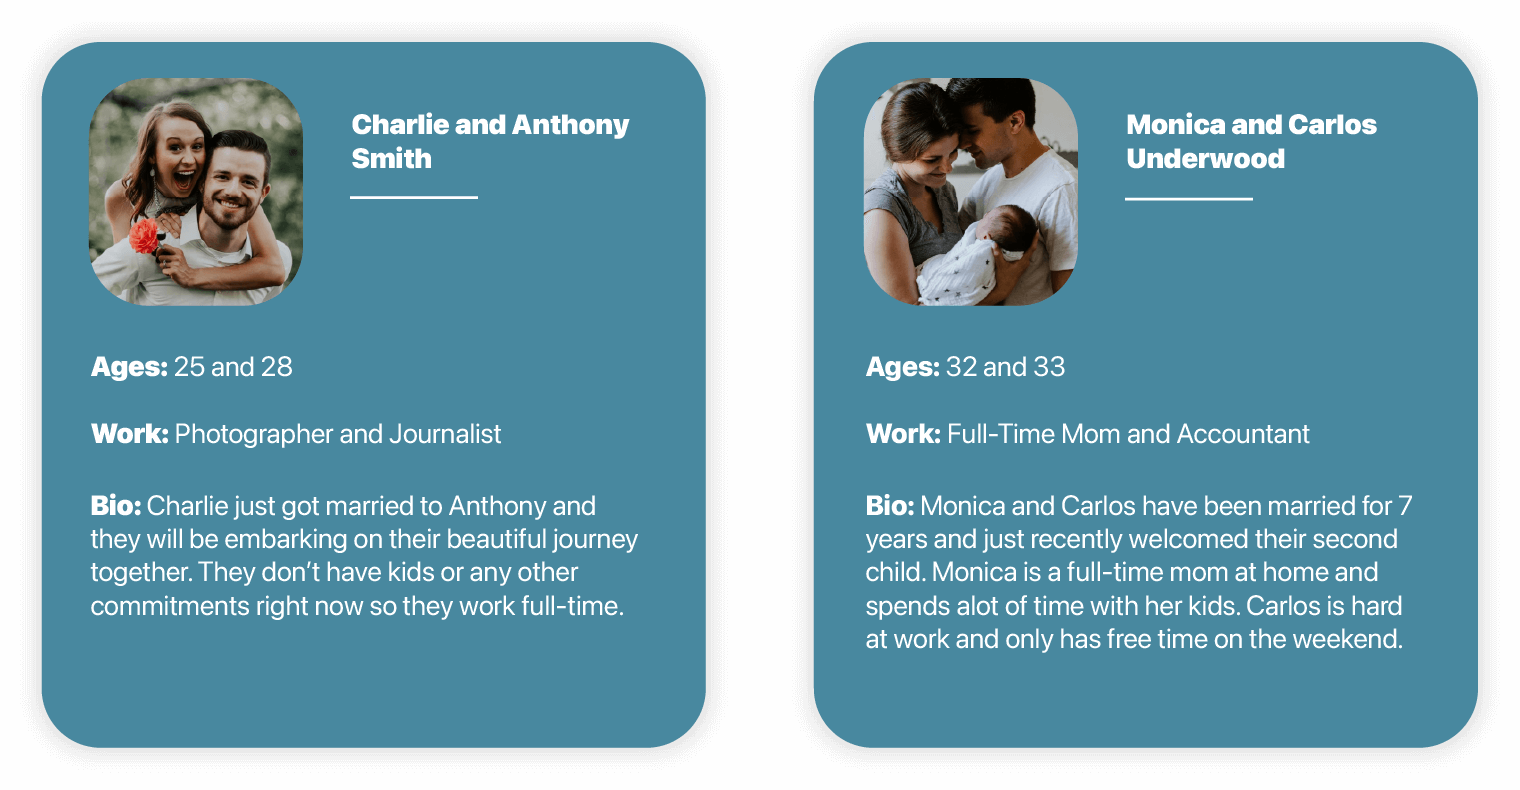 Charlie and Anthony
Smith
Ages: 25 and 28
Work: Photographer and Journalist
Bio: Charlie just got married to Anthony and
they will be embarking on their beautiful journey
together. They don’t have kids or any other
commitments right now so they work full-time.
Monica and Carlos
Underwood
Ages: 32 and 33
Work: Full-Time Mom and Accountant
Bio: Monica and Carlos have been married for 7
years and just recently welcomed their second
child. Monica is a full-time mom at home and
spends alot of time with her kids. Carlos is hard
at work and only has free time on the weekend.